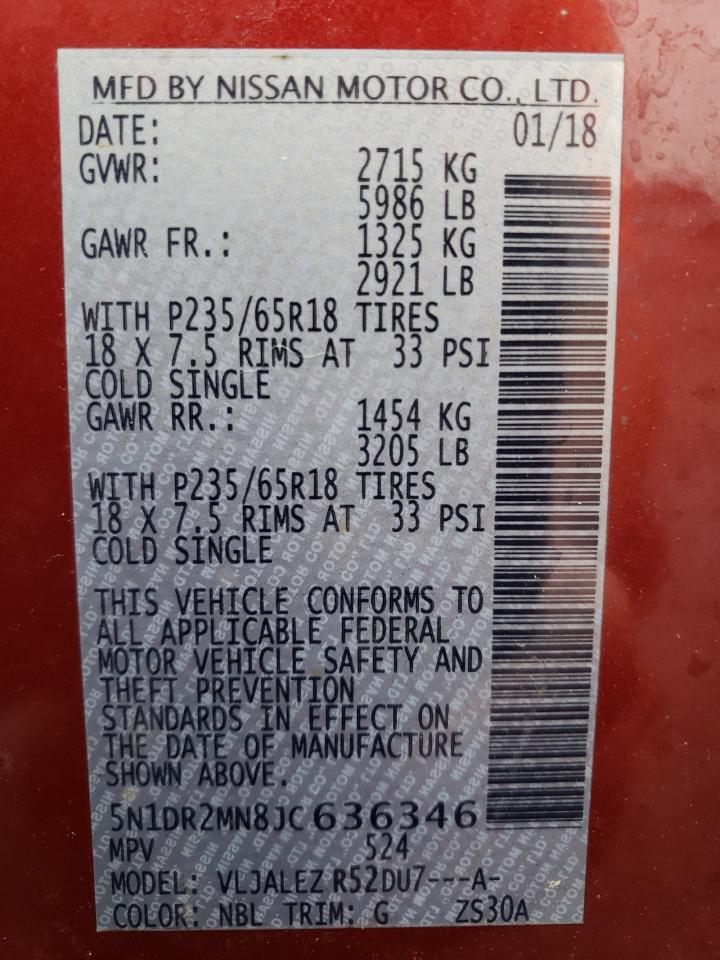 MFD BY NISSAN MOTOR CO., LTD.
DATE: 01/18
GVWR: 2715 KG
5986 LB
GAWR FR.: 1325 KG
2921 LB
WITH P235/65R18 TIRES
18 X 7.5 RIMS AT 33 PSI
COLD SINGLE
GAWR RR.: 1454 KG
3205 LB
WITH P235/65R18 TIRES
18 X 7.5 RIMS AT 33 PSI
COLD SINGLE
THIS VEHICLE CONFORMS TO
ALL APPLICABLE FEDERAL
MOTOR VEHICLE SAFETY AND
THEFT PREVENTION
STANDARDS IN EFFECT ON
THE DATE OF MANUFACTURE
SHOWN ABOVE.
5N1DR2MN8JC636346
MPV 524
MODEL: VLJALEZ R52DU7---A-
COLOR: NBL TRIM: G ZS30A